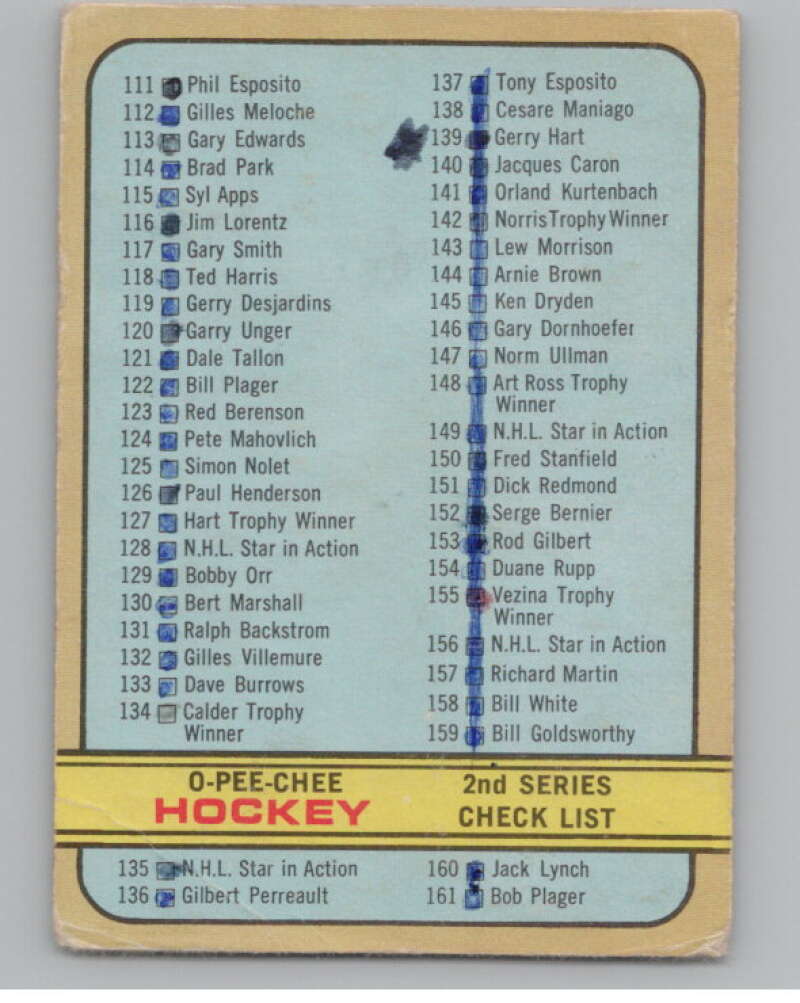 111 Phil Esposito
112 Gilles Meloche
113 Gary Edwards
114 Brad Park
115 Syl Apps
116 Jim Lorentz
117 Gary Smith
118 Ted Harris
119 Gerry Desjardins
120 Garry Unger
121 Dale Tallon
122 Bill Plager
123 Red Berenson
124 Pete Mahovlich
125 Simon Nolet
126 Paul Henderson
127 Hart Trophy Winner
128 N.H.L. Star in Action
129 Bobby Orr
130 Bert Marshall
131 Ralph Backstrom
132 Gilles Villemure
133 Dave Burrows
134 Calder Trophy
Winner
137 Tony Esposito
138 Cesare Maniago
139 Gerry Hart
140 Jacques Caron
141 Orland Kurtenbach
142 Norris Trophy Winner
143 Lew Morrison
144 Arnie Brown
145 Ken Dryden
146 Gary Dornhoefer
147 Norm Ullman
148 Art Ross Trophy
Winner
149 N.H.L. Star in Action
150 Fred Stanfield
151 Dick Redmond
152 Serge Bernier
153 Rod Gilbert
154 Duane Rupp
155 Vezina Trophy
Winner
156 N.H.L. Star in Action
157 Richard Martin
158 Bill White
159 Bill Goldsworthy
O-PEE-CHEE
HOCKEY
2nd SERIES
CHECK LIST
135 N.H.L. Star in Action
136 Gilbert Perreault
160 Jack Lynch
161 Bob Plager